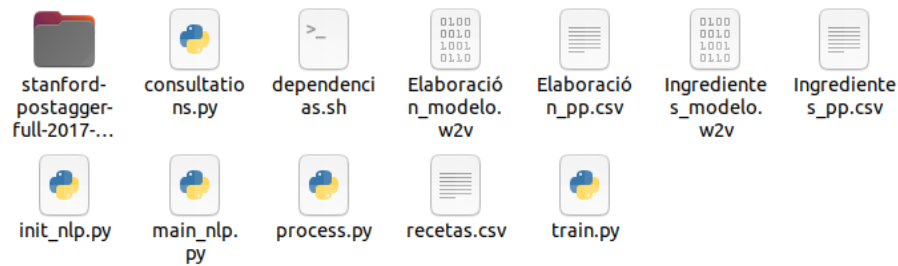 stanford-
postagger-
full-2017-...
consultatio
ns.py
dependenci
as.sh
Elaboración
n_modelo.
w2v
Elaboració
n_pp.csv
Ingrediente
s_modelo.
w2v
Ingrediente
s_pp.csv
init_nlp.py
main_nlp.
py
process.py
recetas.csv
train.py